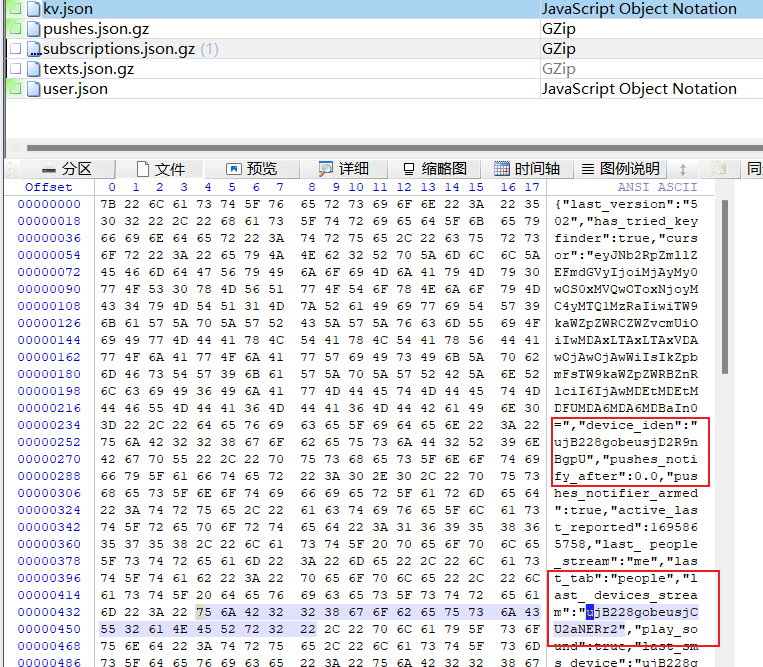 kv.json JavaScript Object Notation
pushes.json.gz GZip
subscriptions.json.gz (1) GZip
texts.json.gz GZip
user.json JavaScript Object Notation
分区 文件 预览 详细 缩略图 时间轴 图例说明 同
Offset 0 1 2 3 4 5 6 7 8 9 10 11 12 13 14 15 16 17 ANSI ASCII
00000000 7B 22 6C 61 73 74 5F 76 65 72 73 69 6F 6E 22 3A 22 35 {"last_version":"5
00000018 30 32 22 2C 22 68 61 73 5F 74 72 69 65 64 5F 6B 65 79 02","has_tried_key
00000036 66 69 6E 64 65 72 22 3A 74 72 75 65 2C 22 63 75 72 73 finder":true,"curs
00000054 6F 72 22 3A 22 65 79 4A 4E 62 32 52 70 5A 6D 6C 6C 5A or":"eyJNb2RpZmllZ
00000072 45 46 6D 64 47 56 79 49 6A 6F 69 4D 6A 41 79 4D 79 30 EFmdGVyIjoiMjAyMy0
00000090 77 4F 53 30 78 4D 56 51 77 4F 54 6F 78 4E 6A 6F 79 4D wOS0xMVQwOToxNjoyM
00000108 43 34 79 4D 54 51 31 4D 7A 52 61 49 69 77 69 54 57 39 C4yMTQ1MzRaIiwiTW9
00000126 6B 61 57 5A 70 5A 57 52 43 5A 57 5A 76 63 6D 55 69 4F kaWZpZWRCZWZvcmUiO
00000144 69 49 77 4D 44 41 78 4C 54 41 78 4C 54 41 78 56 44 41 iIwMDAxLTAxLTAxVDA
00000162 77 4F 6A 41 77 4F 6A 41 77 57 69 49 73 49 6B 5A 70 62 wOjAwOjAwWiIsIkZpb
00000180 6D 46 73 54 57 39 6B 61 57 5A 70 5A 57 52 42 5A 6E 52 mFsTW9kaWZpZWRBZnR
00000198 6C 63 69 49 36 49 6A 41 77 4D 44 45 74 4D 44 45 74 4D lciI6IjAwMDEtMDEtM
00000216 44 46 55 4D 44 41 36 4D 44 41 36 4D 44 42 61 49 6E 30 DFUMDA6MDA6MDBaIn0
00000234 3D 22 2C 22 64 65 76 69 63 65 5F 69 64 65 6E 22 3A 22 =","device_iden":"
00000252 75 6A 42 32 32 38 67 6F 62 65 75 73 6A 44 32 52 39 6E ujB228gobeusjD2R9n
00000270 42 67 70 55 22 2C 22 70 75 73 68 65 73 5F 6E 6F 74 69 BgpU","pushes_noti
00000288 66 79 5F 61 66 74 65 72 22 3A 30 2E 30 2C 22 70 75 73 fy_after":0.0,"pus
00000306 68 65 73 5F 6E 6F 74 69 66 69 65 72 5F 61 72 6D 65 64 hes_notifier_armed
00000324 22 3A 74 72 75 65 2C 22 61 63 74 69 76 65 5F 6C 61 73 ":true,"active_las
00000342 74 5F 72 65 70 6F 72 74 65 64 22 3A 31 36 39 35 38 36 t_reported":169586
00000360 35 37 35 38 2C 22 6C 61 73 74 5F 20 70 65 6F 70 6C 65 5758,"last_ people
00000378 5F 73 74 72 65 61 6D 22 3A 22 6D 65 22 2C 22 6C 61 73 _stream":"me","las
00000396 74 5F 74 61 62 22 3A 22 70 65 6F 70 6C 65 22 2C 22 6C t_tab":"people","l
00000414 61 73 74 5F 20 64 65 76 69 63 65 73 5F 73 74 72 65 61 ast_ devices_strea
00000432 6D 22 3A 22 75 6A 42 32 32 38 67 6F 62 65 75 73 6A 43 m":"ujB228gobeusjC
00000450 55 32 61 4E 45 52 72 32 22 2C 22 70 6C 61 79 5F 73 6F U2aNERr2","play_so
00000468 75 6E 64 22 3A 74 72 75 65 2C 22 6C 61 73 74 5F 73 6D und":true,"last_sm
00000486 73 5F 64 65 76 69 63 65 22 3A 22 75 6A 42 32 32 38 67 s_device":"ujB228g